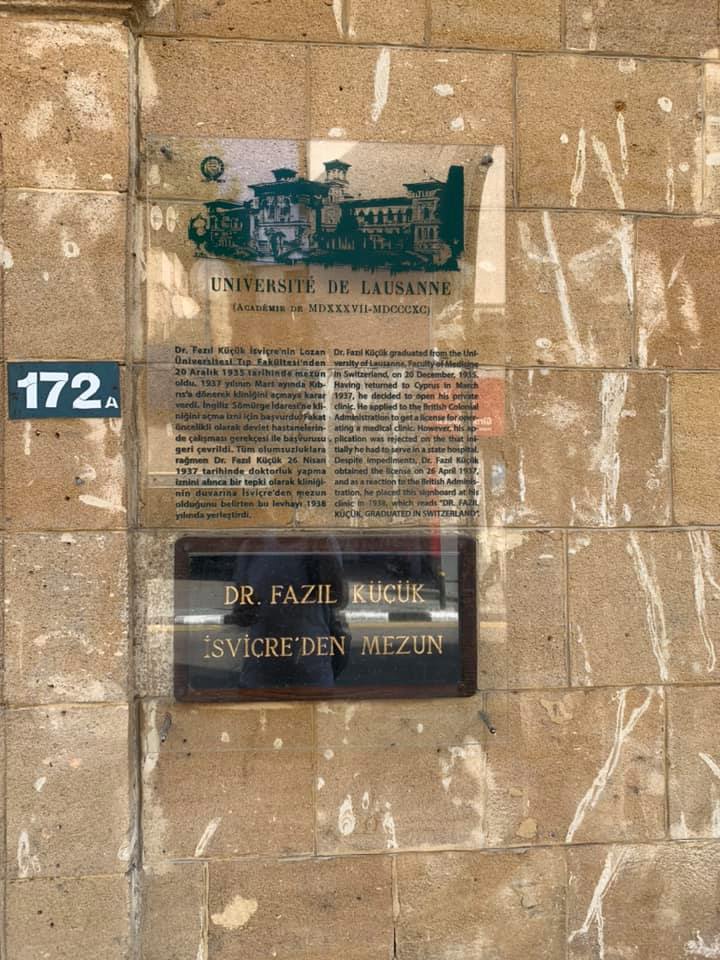 UNIVERSITÉ DE LAUSANNE
(ACADÉMIE DE MDXXXVII-MDCCCXC)
Dr. Fazıl Küçük İsviçre'nin Lozan
Üniversitesi Tıp Fakültesi'nden
20 Aralık 1935 tarihinde mezun
oldu. 1937 yılının Mart ayında Kıb-
rıs'a dönerek kliniğini açmaya karar
verdi. İngiliz Sömürge İdaresi'ne kli-
niğini açma izni için başvurdu. Fakat
öncelikli olarak devlet hastanelerin-
de çalışması gerekçesi ile başvurusu
geri çevrildi. Tüm olumsuzluklara
rağmen Dr. Fazıl Küçük 26 Nisan
1937 tarihinde doktorluk yapma
iznini alınca bir tepki olarak kliniği-
nin duvarına İsviçre'den mezun
olduğunu belirten bu levhayı 1938
yılında yerleştirdi.
Dr. Fazıl Küçük graduated from the Uni-
versity of Lausanne, Faculty of Medicine
in Switzerland, on 20 December, 1935.
Having returned to Cyprus in March
1937, he decided to open his private
clinic. He applied to the British Colonial
Administration to get a license for oper-
ating a medical clinic. However, his ap-
plication was rejected on the that ini-
tially he had to serve in a state hospital.
Despite impediments, Dr. Fazıl Küçük
obtained the license on 26 April 1937,
and as a reaction to the British Adminis-
tration, he placed this signboard at his
clinic in 1938, which reads "DR. FAZIL
KÜÇÜK, GRADUATED IN SWITZERLAND".
172A
DR. FAZIL KÜÇÜK
İSVİÇRE'DEN MEZUN